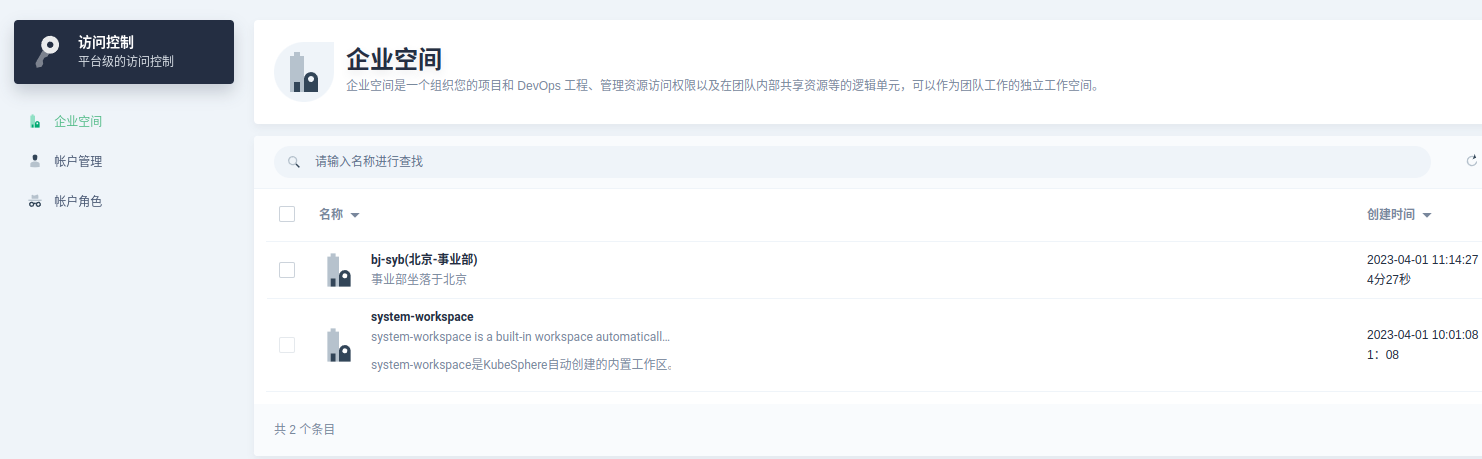 访问控制
平台级的访问控制
企业空间
帐户管理
帐户角色
企业空间
企业空间是一个组织您的项目和 DevOps 工程、管理资源访问权限以及在团队内部共享资源等的逻辑单元，可以作为团队工作的独立工作空间。
请输入名称进行查找
名称 创建时间
bj-syb(北京-事业部) 2023-04-01 11:14:27
事业部坐落于北京 4分27秒
system-workspace
system-workspace is a built-in workspace automaticall… 2023-04-01 10:01:08
1：08
system-workspace是KubeSphere自动创建的内置工作区。
共 2 个条目